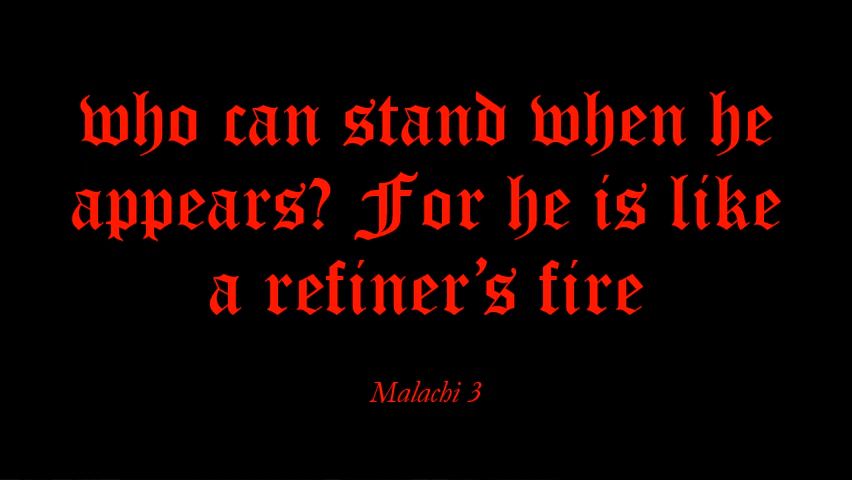 who can stand when he
appears? For he is like
a refiner's fire
Malachi 3